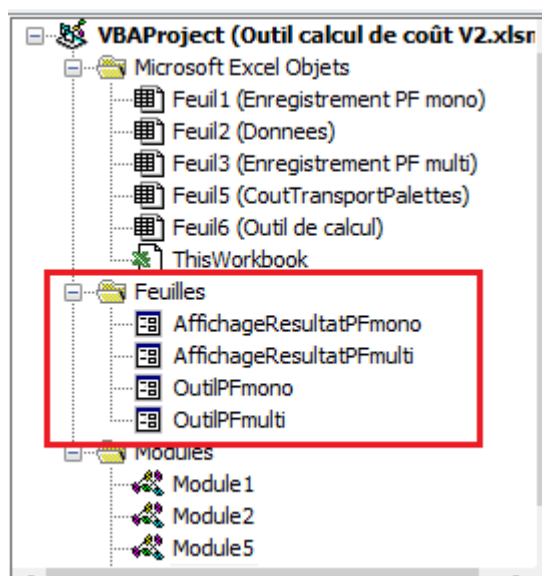 VBAProject (Outil calcul de coût V2.xlsm
Microsoft Excel Objets
Feuil1 (Enregistrement PF mono)
Feuil2 (Donnees)
Feuil3 (Enregistrement PF multi)
Feuil5 (CoutTransportPalettes)
Feuil6 (Outil de calcul)
ThisWorkbook
Feuilles
AffichageResultatPFmono
AffichageResultatPFmulti
OutilPFmono
OutilPFmulti
Modules
Module1
Module2
Module5